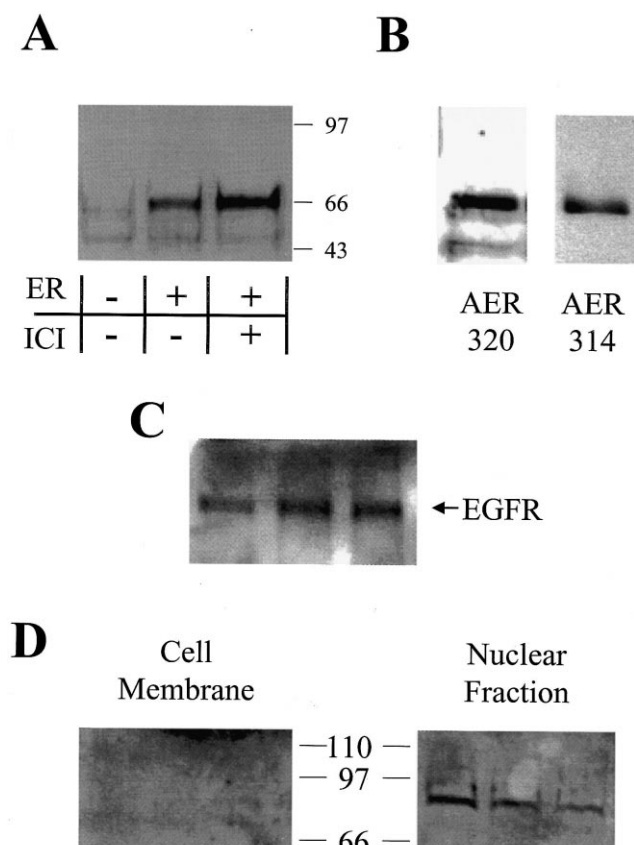 A
B
97
66
43
ER - + +
ICI - - +
AER
320
AER
314
C
←EGFR
D
Cell
Membrane
Nuclear
Fraction
110
97
66